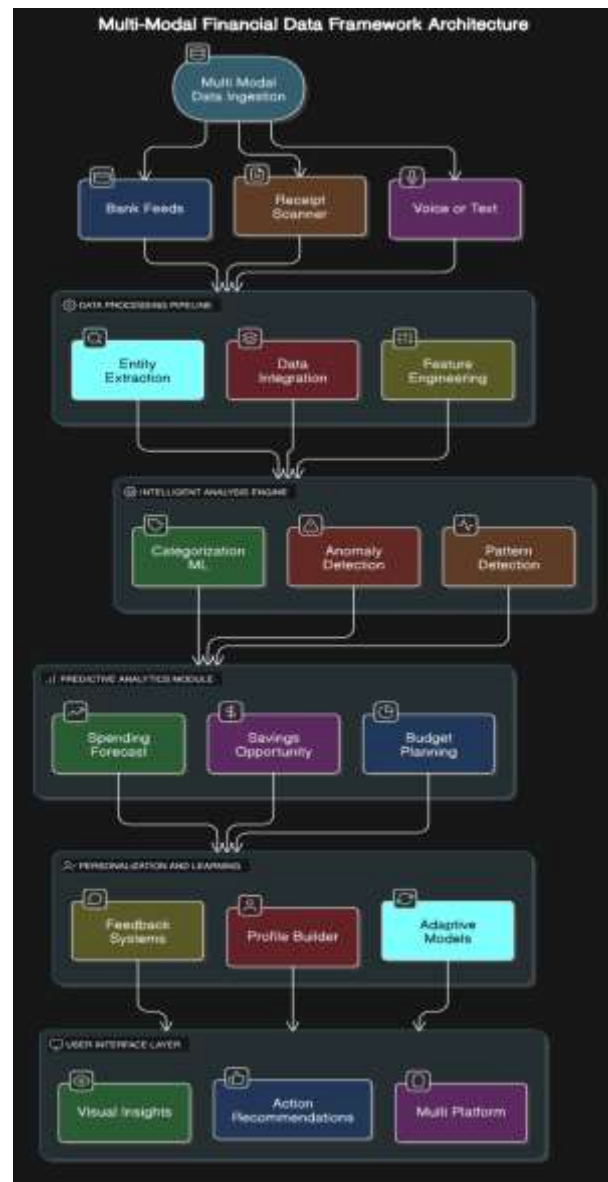 Multi-Modal Financial Data Framework Architecture
Multi Modal
Data Ingestion
Bank Feeds
Receipt
Scanner
Voice or Text
DATA PROCESSING PIPELINE
Entity
Extraction
Data
Integration
Feature
Engineering
INTELLIGENT ANALYSIS ENGINE
Categorization
ML
Anomaly
Detection
Pattern
Detection
PREDICTIVE ANALYTICS MODULE
Spending
Forecast
Savings
Opportunity
Budget
Planning
PERSONALIZATION AND LEARNING
Feedback
Systems
Profile Builder
Adaptive
Models
USER INTERFACE LAYER
Visual Insights
Action
Recommendations
Multi Platform